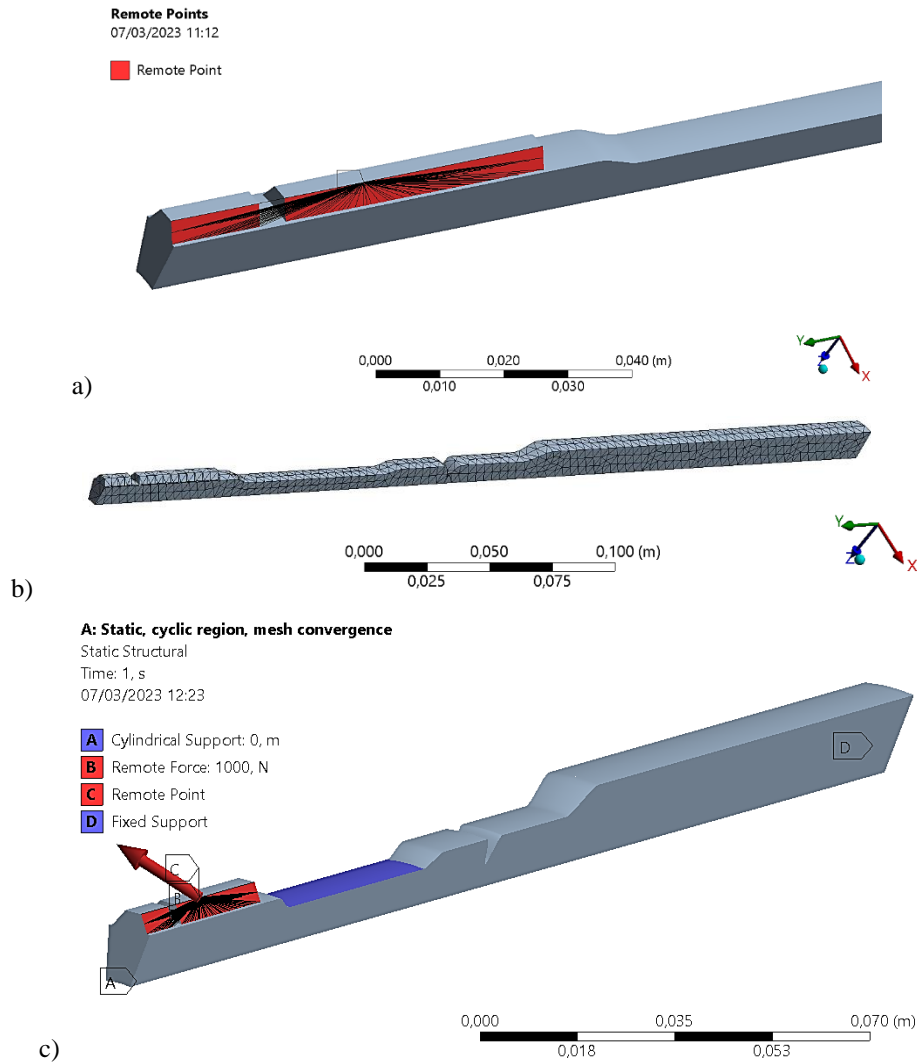 Remote Points
07/03/2023 11:12
Remote Point
0,000 0,020 0,040 (m)
0,010 0,030
Y Z X
a)
0,000 0,050 0,100 (m)
0,025 0,075
Y Z X
b)
A: Static, cyclic region, mesh convergence
Static Structural
Time: 1, s
07/03/2023 12:23
A Cylindrical Support: 0, m
B Remote Force: 1000, N
C Remote Point
D Fixed Support
D
C
B
A
0,000 0,035 0,070 (m)
0,018 0,053
c)